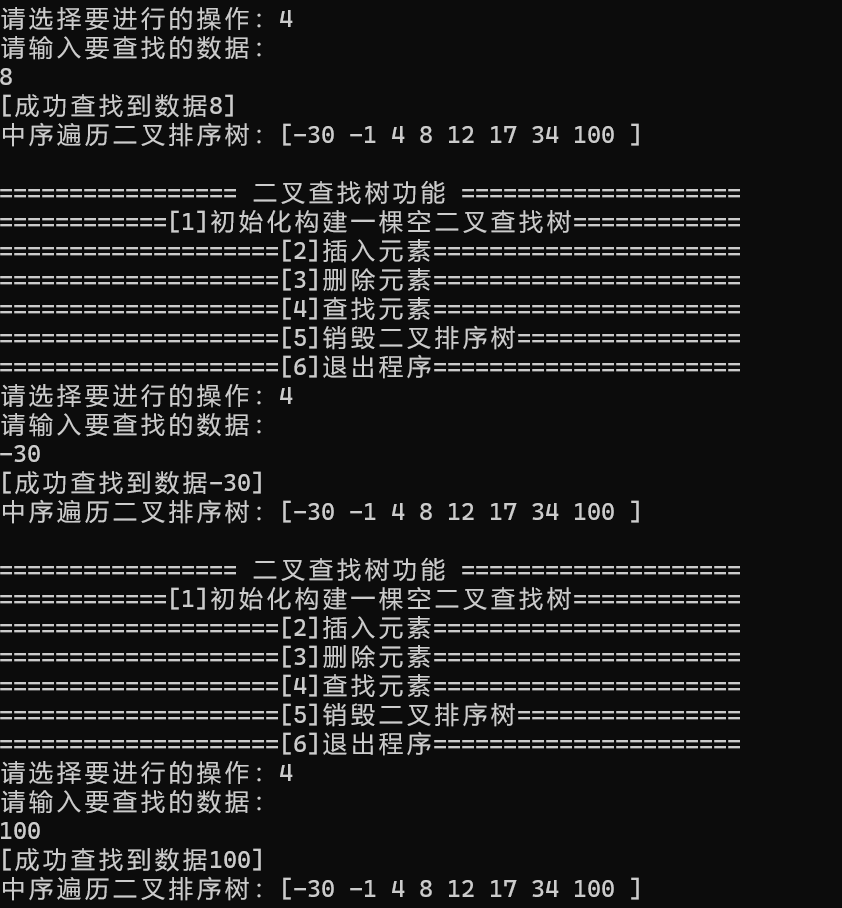 请选择要进行的操作: 4
请输入要查找的数据:
8
[成功查找到数据8]
中序遍历二叉排序树: [-30 -1 4 8 12 17 34 100 ]
================= 二叉查找树功能 ====================
============[1]初始化构建一棵空二叉查找树============
====================[2]插入元素======================
====================[3]删除元素======================
====================[4]查找元素======================
====================[5]销毁二叉排序树================
====================[6]退出程序======================
请选择要进行的操作: 4
请输入要查找的数据:
-30
[成功查找到数据-30]
中序遍历二叉排序树: [-30 -1 4 8 12 17 34 100 ]
================= 二叉查找树功能 ====================
============[1]初始化构建一棵空二叉查找树============
====================[2]插入元素======================
====================[3]删除元素======================
====================[4]查找元素======================
====================[5]销毁二叉排序树================
====================[6]退出程序======================
请选择要进行的操作: 4
请输入要查找的数据:
100
[成功查找到数据100]
中序遍历二叉排序树: [-30 -1 4 8 12 17 34 100 ]